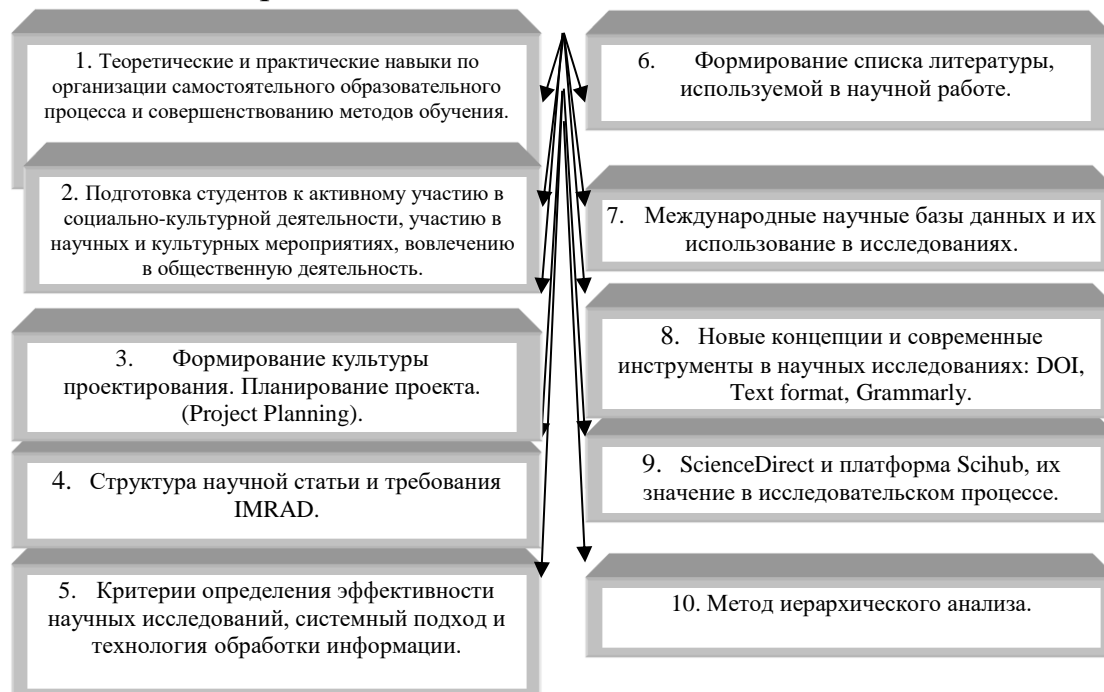 1. Теоретические и практические навыки по
организации самостоятельного образовательного
процесса и совершенствованию методов обучения.
2. Подготовка студентов к активному участию в
социально-культурной деятельности, участию в
научных и культурных мероприятиях, вовлечению
в общественную деятельность.
3. Формирование культуры
проектирования. Планирование проекта.
(Project Planning).
4. Структура научной статьи и требования
IMRAD.
5. Критерии определения эффективности
научных исследований, системный подход и
технология обработки информации.
6. Формирование списка литературы,
используемой в научной работе.
7. Международные научные базы данных и их
использование в исследованиях.
8. Новые концепции и современные
инструменты в научных исследованиях: DOI,
Text format, Grammarly.
9. ScienceDirect и платформа Scihub, их
значение в исследовательском процессе.
10. Метод иерархического анализа.